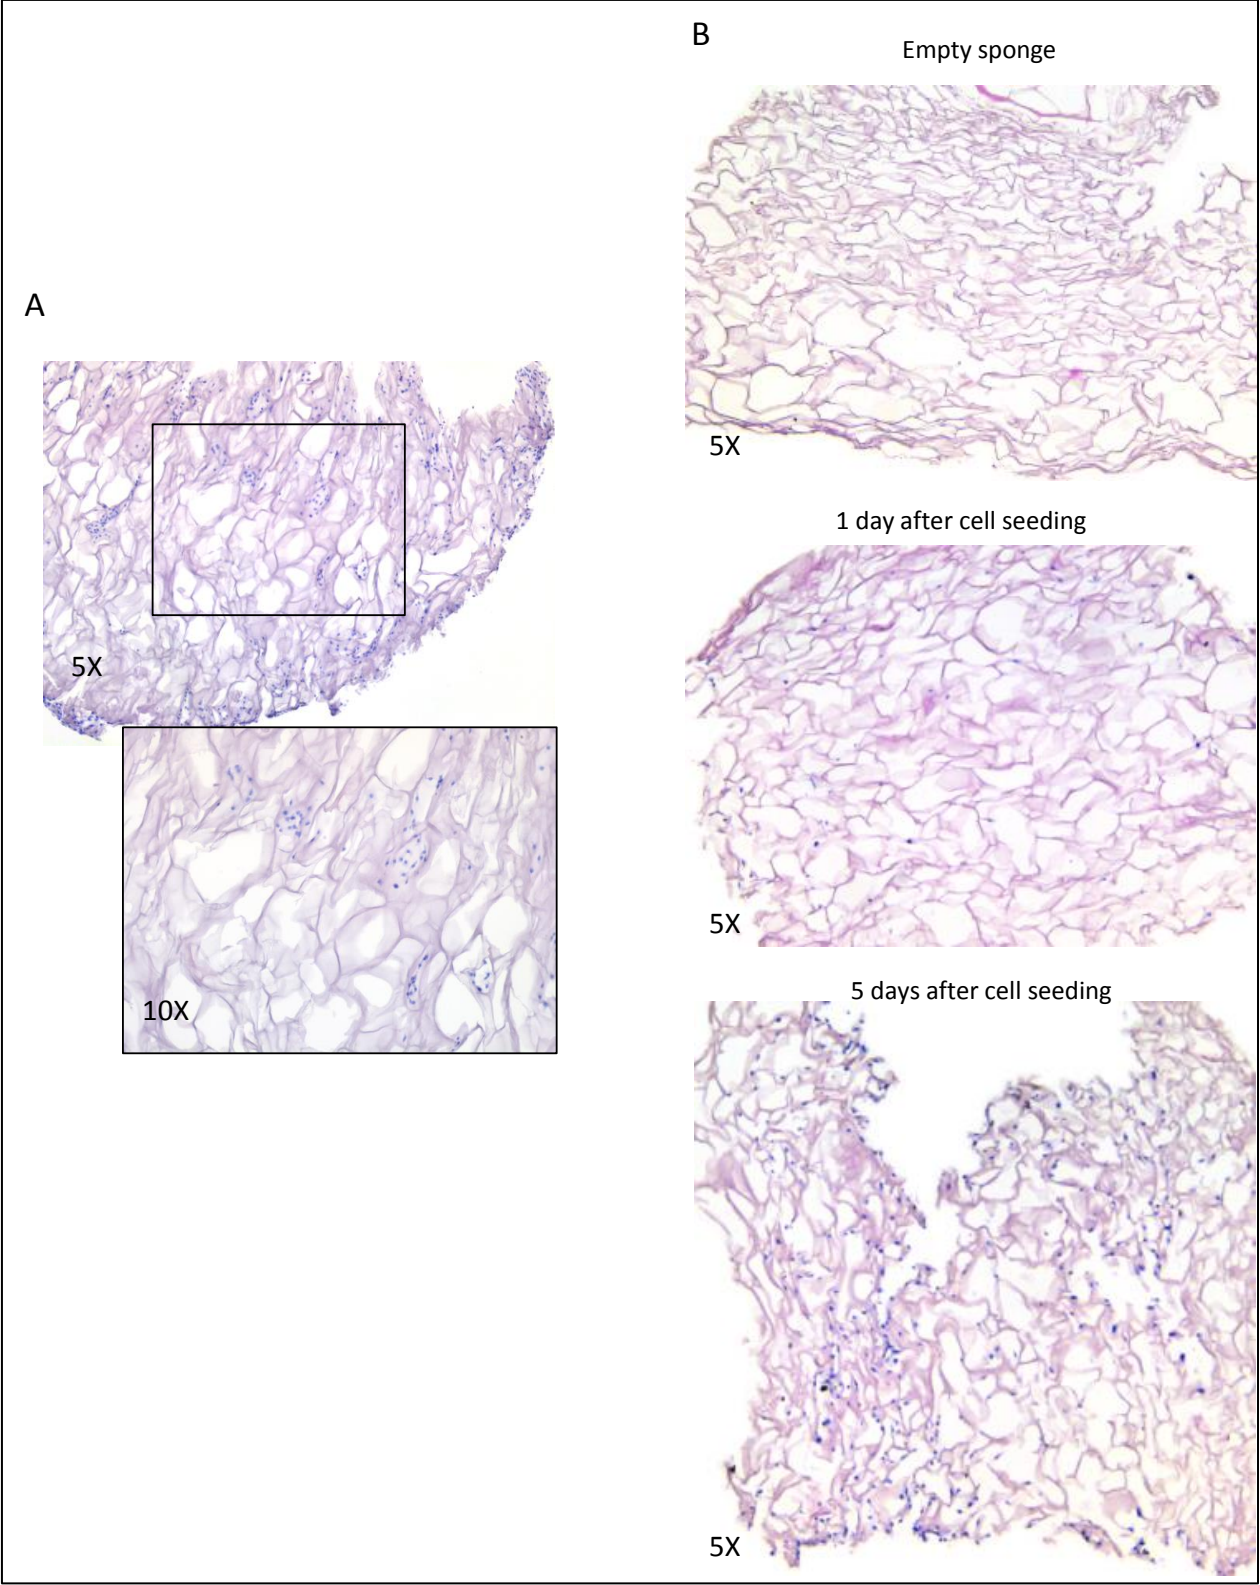 A
5X
10X
B
Empty sponge
5X
1 day after cell seeding
5X
5 days after cell seeding
5X